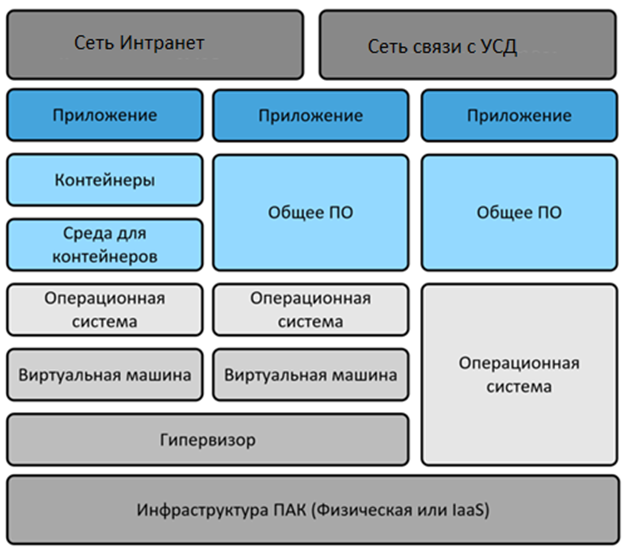 Сеть Интранет
Сеть связи с УСД
Приложение
Приложение
Приложение
Контейнеры
Общее ПО
Общее ПО
Среда для
контейнеров
Операционная
система
Операционная
система
Операционная
система
Виртуальная машина
Виртуальная машина
Гипервизор
Инфраструктура ПАК (Физическая или IaaS)